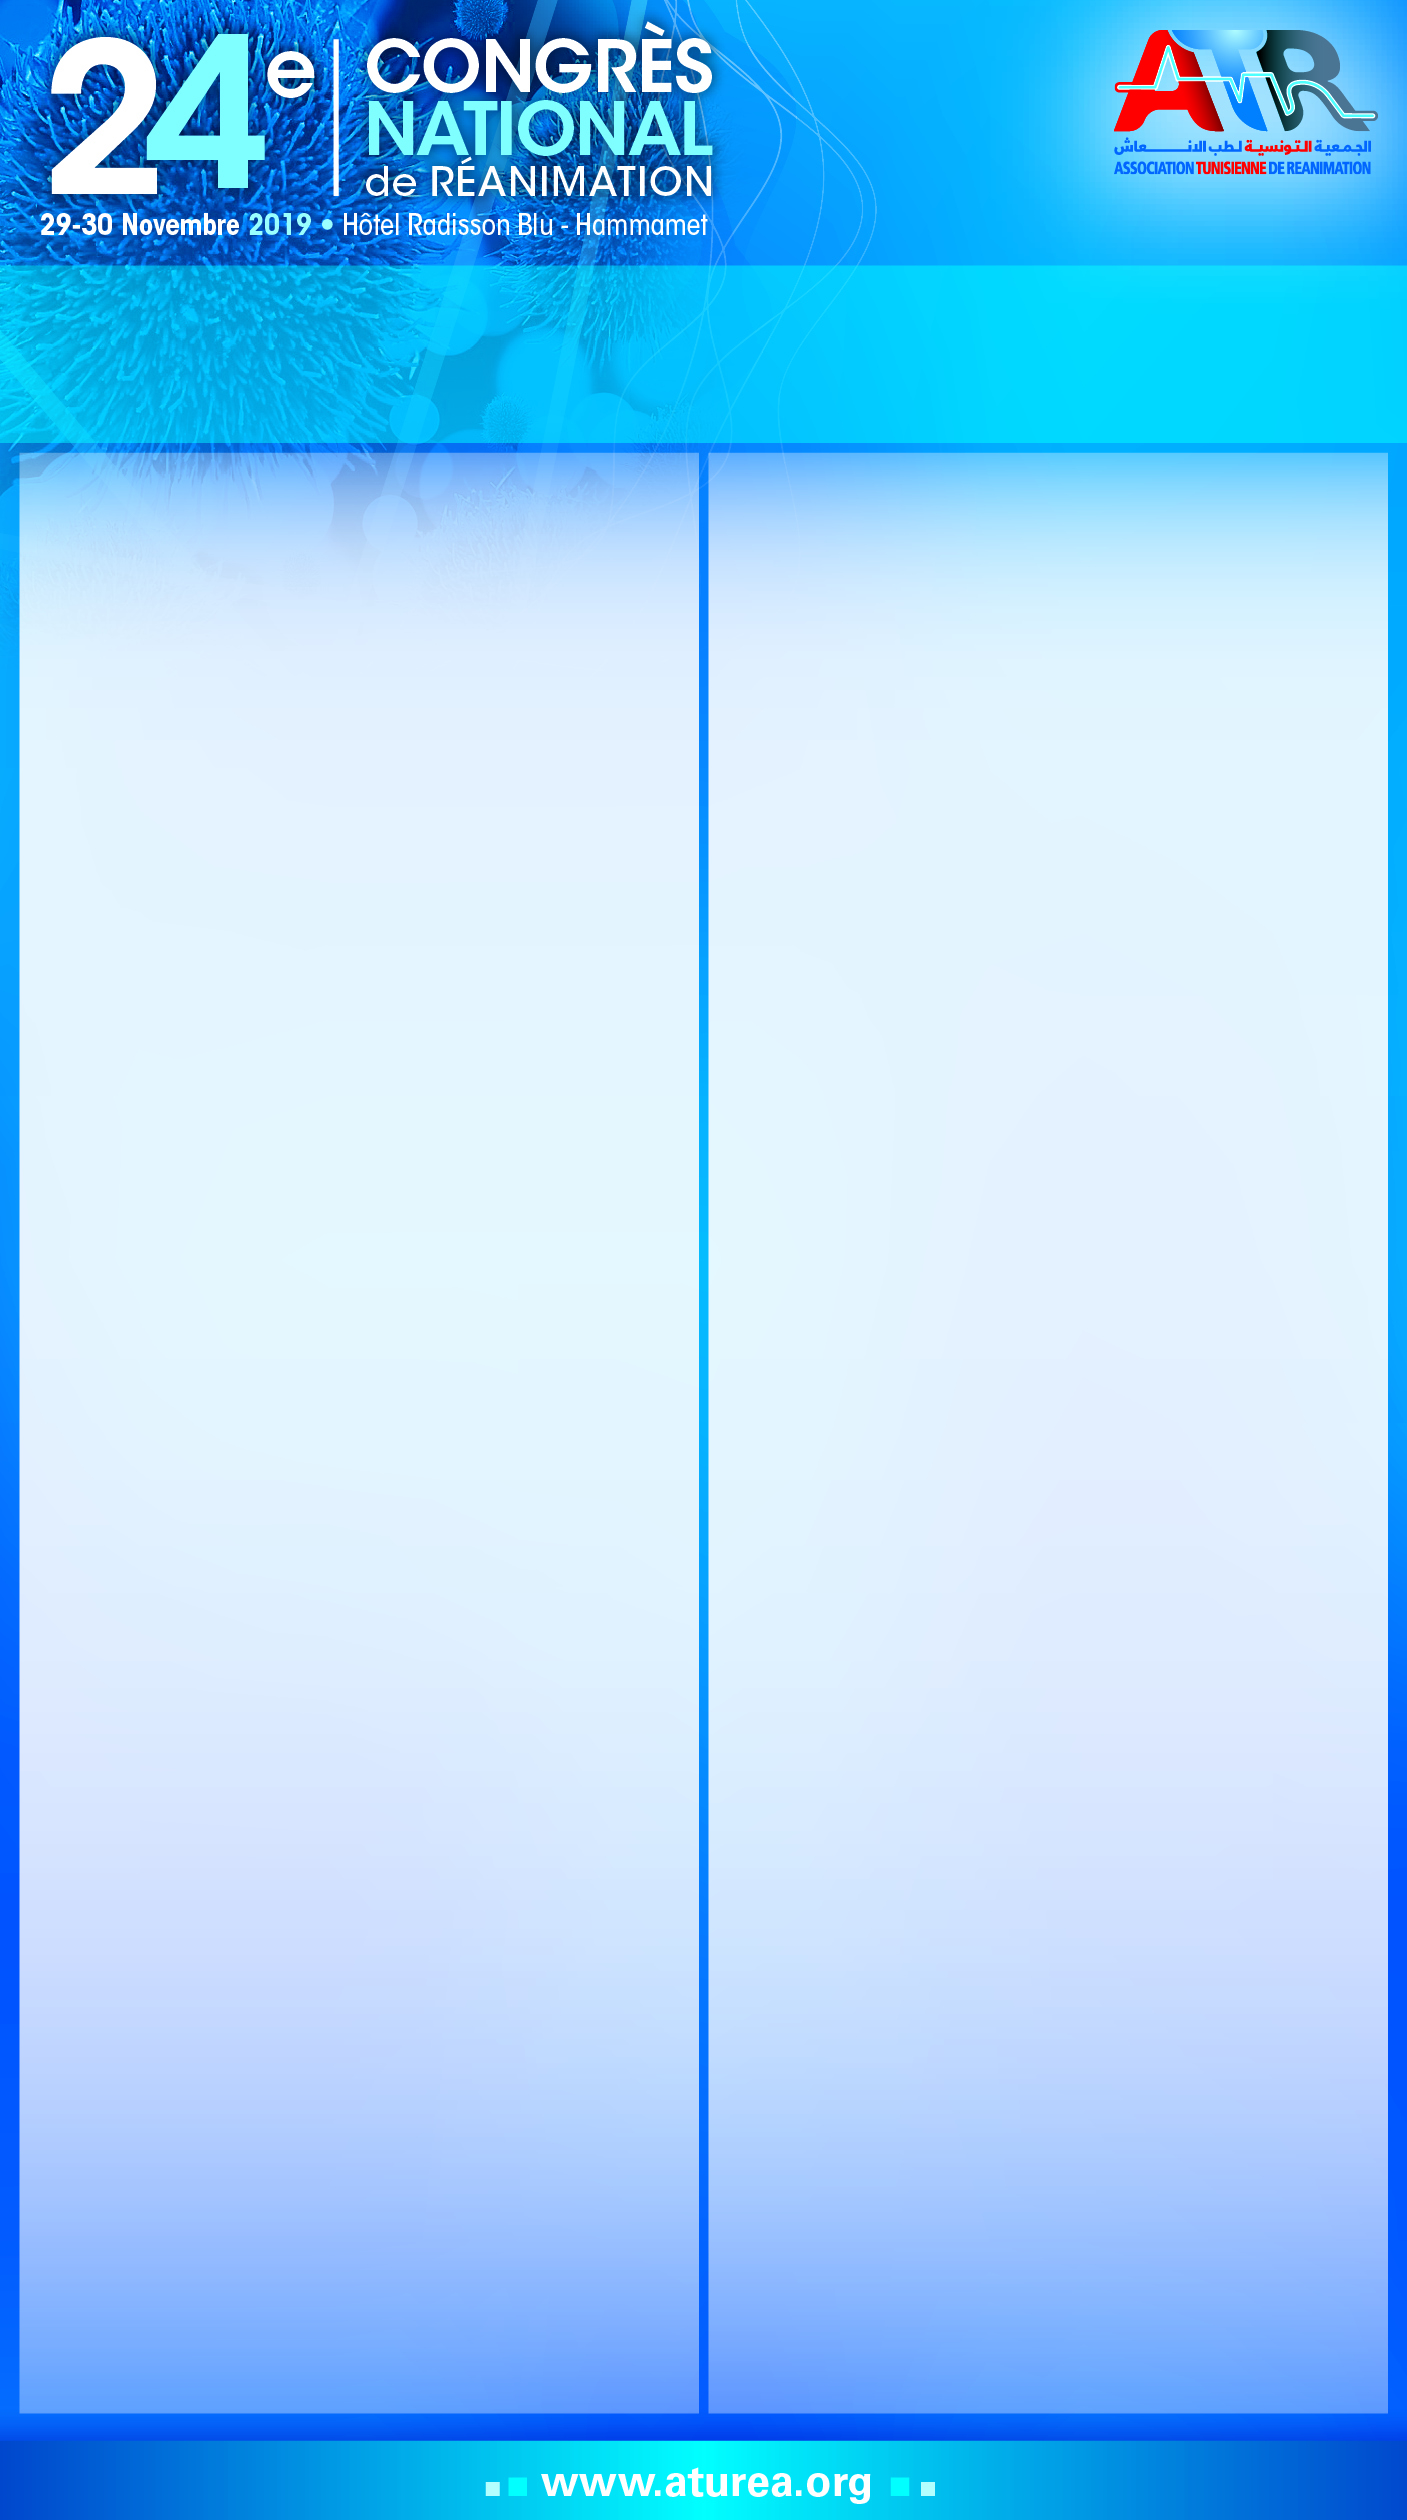 24e
CONGRÈS
NATIONAL
de RÉANIMATION
29-30 Novembre 2019 • Hôtel Radisson Blu - Hammamet
ATR
الجمعية التونسية لطب الانـعاش
ASSOCIATION TUNISIENNE DE REANIMATION
www.aturea.org